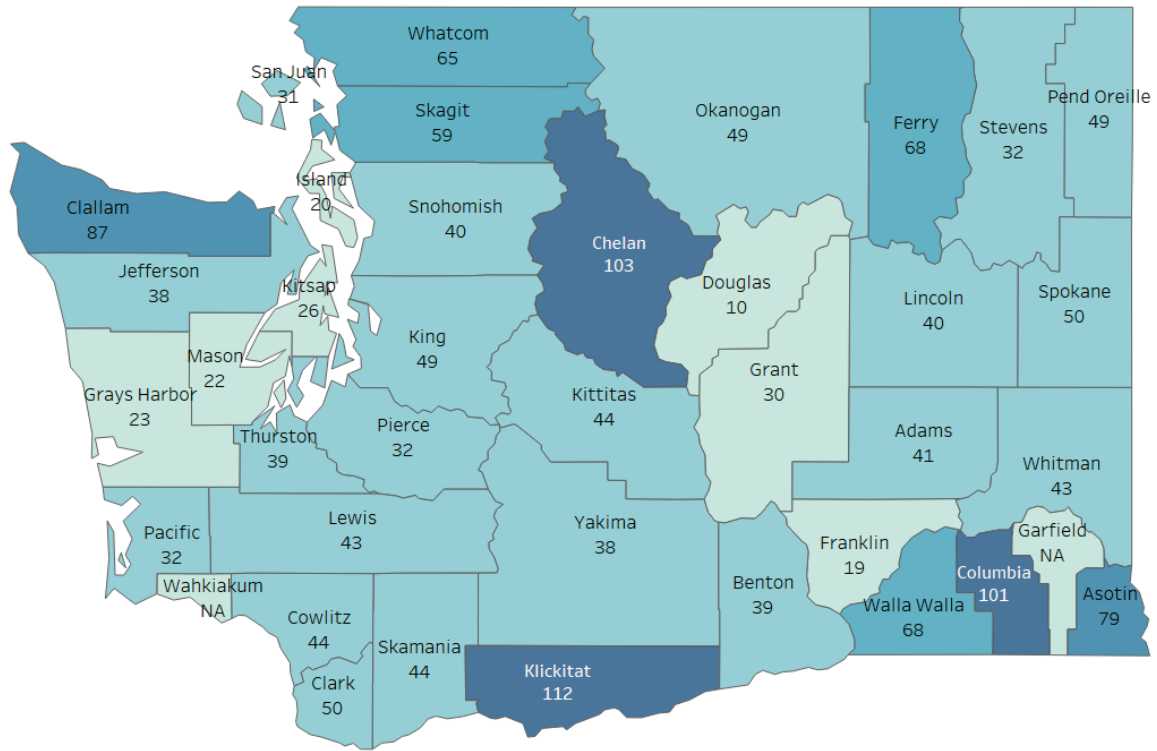 Whatcom
65
San Juan
31
Skagit
59
Okanogan
49
Ferry
68
Stevens
32
Pend Oreille
49
Island
20
Clallam
87
Snohomish
40
Chelan
103
Jefferson
38
Kitsap
26
Douglas
10
Lincoln
40
Spokane
50
King
49
Mason
22
Grays Harbor
23
Kittitas
44
Grant
30
Thurston
39
Pierce
32
Adams
41
Whitman
43
Pacific
32
Lewis
43
Yakima
38
Franklin
19
Garfield
NA
Wahkiakum
NA
Benton
39
Columbia
101
Asotin
79
Walla Walla
68
Cowlitz
44
Skamania
44
Clark
50
Klickitat
112